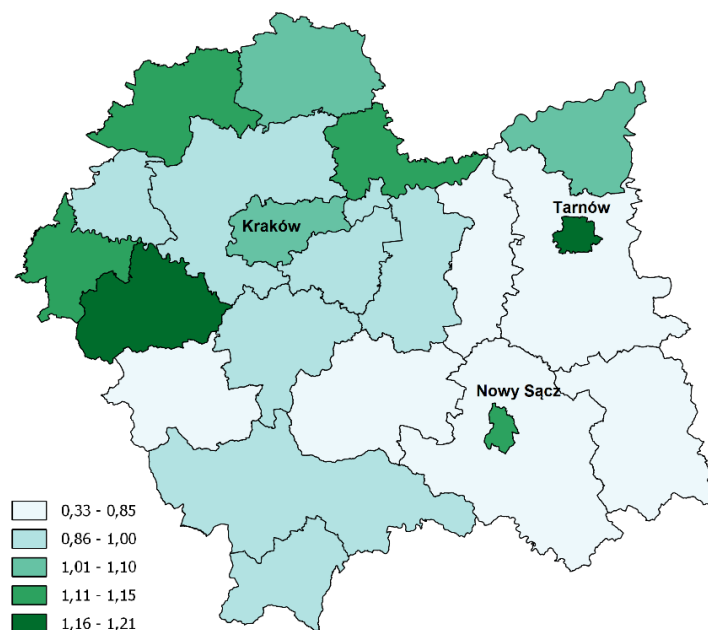 Tarnów
Kraków
Nowy Sącz
0,33 - 0,85
0,86 - 1,00
1,01 - 1,10
1,11 - 1,15
1,16 - 1,21